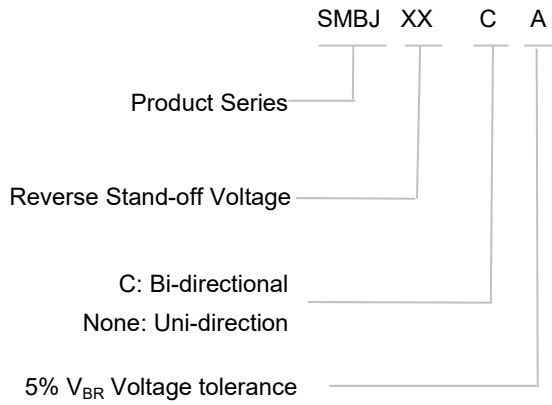 SMBJ XX C A
Product Series
Reverse Stand-off Voltage
C: Bi-directional
None: Uni-direction
5% VBR Voltage tolerance